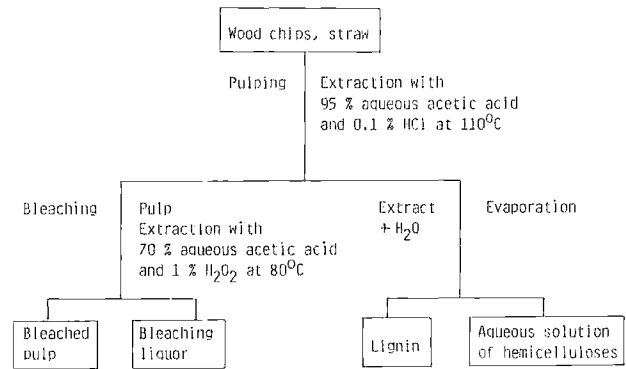 Wood chips, straw
Pulping
Extraction with
95 % aqueous acetic acid
and 0.1 % HCl at 110⁰C
Bleaching
Pulp
Extraction with
70 % aqueous acetic acid
and 1 % H₂O₂ at 80⁰C
Extract
+ H₂O
Evaporation
Bleached
pulp
Bleaching
liquor
Lignin
Aqueous solution
of hemicelluloses